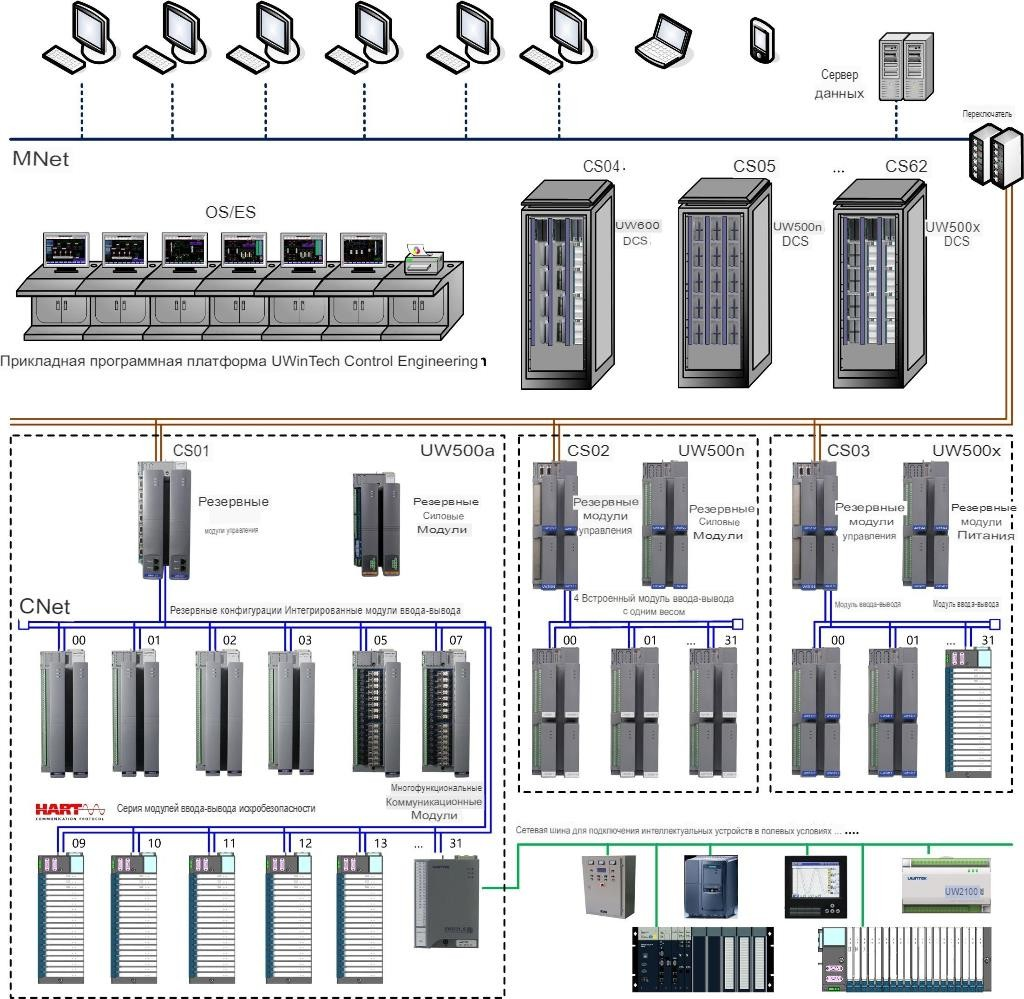 Сервер
данных
Переключатель
MNet
CS04.
CS05
...
CS62
UW600
DCS
UW500n
DCS
UW500x
DCS
OS/ES
Прикладная программная платформа UWinTech Control Engineering
CS01
UW500a
Резервные
модули управления
Резервные
Силовые
Модули
CS02
UW500n
Резервные
модули
управления
Резервные
Силовые
Модули
CS03
UW500x
Резервные
модули
управления
Резервные
модули
Питания
CNet
Резервные конфигурации Интегрированные модули ввода-вывода
4 Встроенный модуль ввода-вывода
с одним весом
Модуль ввода-вывода
Модуль ввода-вывода
00
01
02
03
05
07
00
01
...
31
00
01
...
31
Многофункциональные
Коммуникационные
Модули
HART
COMMUNICATION PROTOCOL
Серия модулей ввода-вывода искробезопасности
09
10
11
12
13
...
31
Сетевая шина для подключения интеллектуальных устройств в полевых условиях ... ....
UWNTEK
UW2100